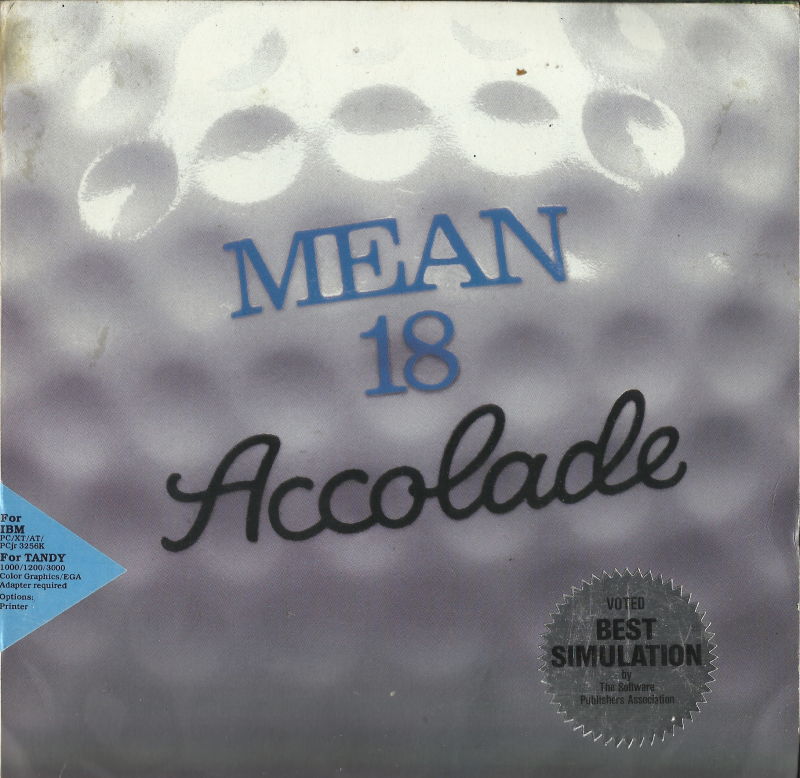 MEAN
18
Accolade
For
IBM
PC/XT/AT/
PCjr 3256K
For TANDY
1000/1200/3000
Color Graphics/EGA
Adapter required
Options:
Printer
VOTED
BEST
SIMULATION
by
The Software
Publishers Association